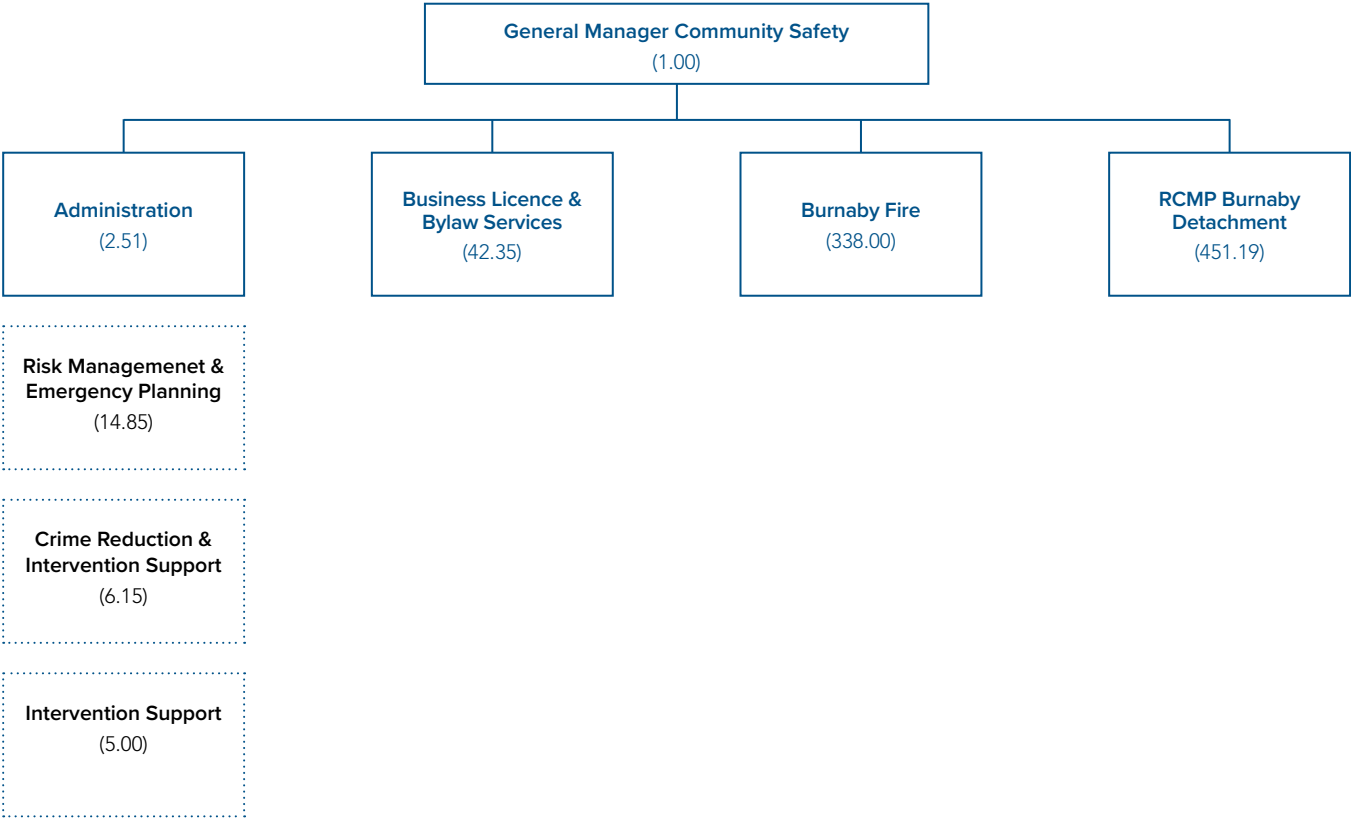 General Manager Community Safety
(1.00)
Administration
(2.51)
Business Licence &
Bylaw Services
(42.35)
Burnaby Fire
(338.00)
RCMP Burnaby
Detachment
(451.19)
Risk Managemenet &
Emergency Planning
(14.85)
Crime Reduction &
Intervention Support
(6.15)
Intervention Support
(5.00)